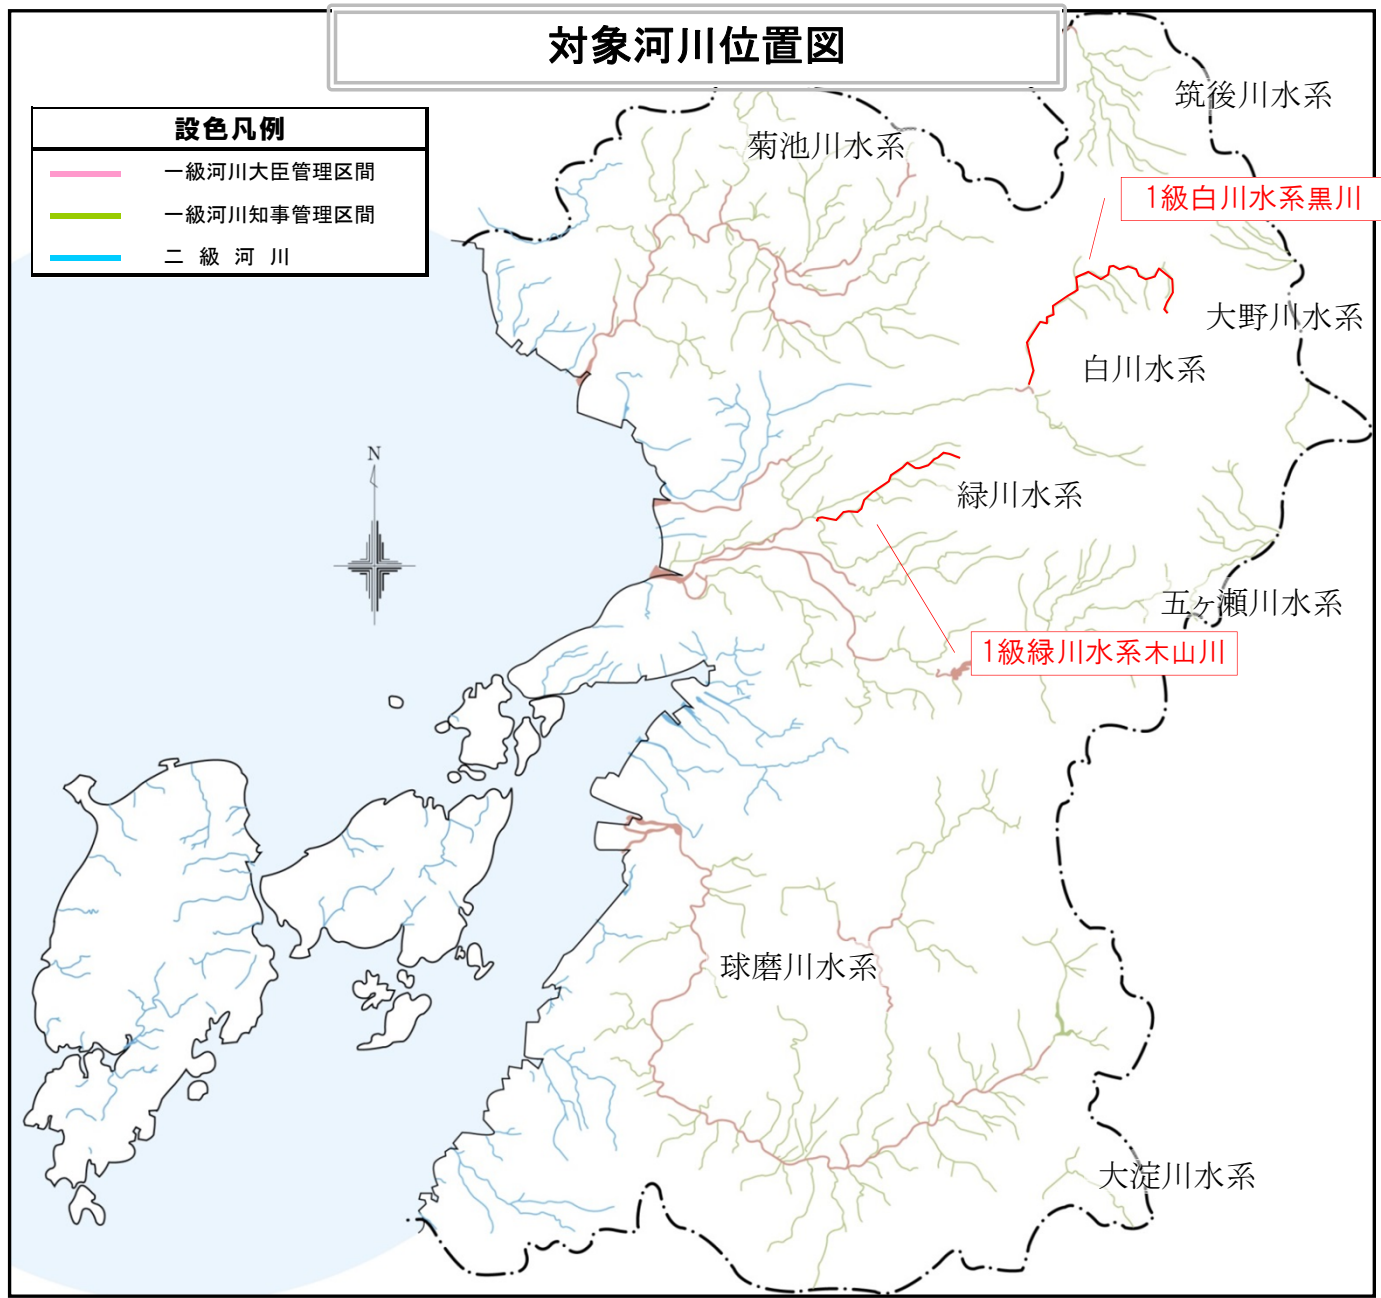 対象河川位置図
設色凡例
一級河川大臣管理区間
一級河川知事管理区間
二級河川
筑後川水系
菊池川水系
1級白川水系黒川
大野川水系
白川水系
N
緑川水系
五ヶ瀬川水系
1級緑川水系木山川
球磨川水系
大淀川水系